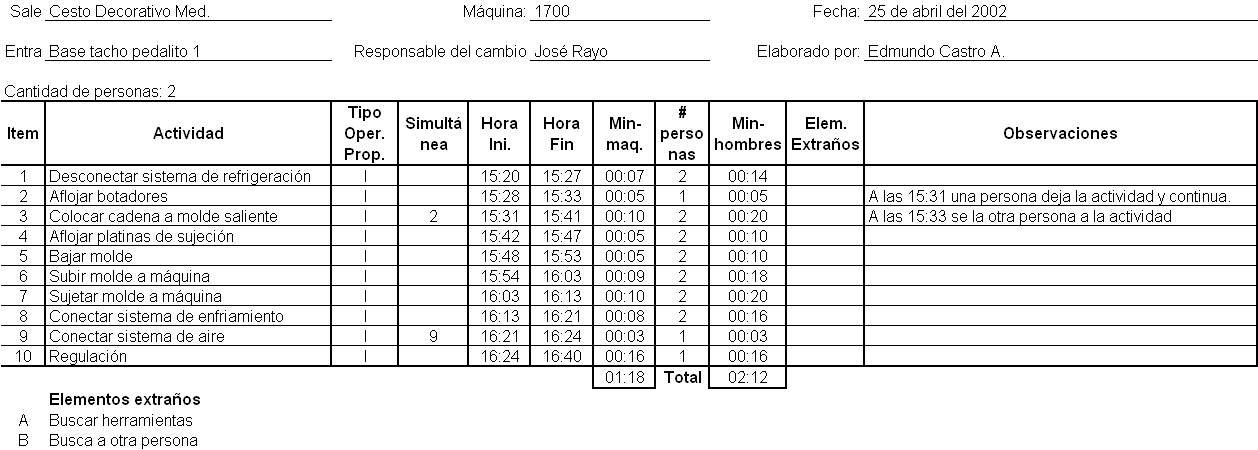 Sale Cesto Decorativo Med. Máquina: 1700 Fecha: 25 de abril del 2002
Entra Base tacho pedalito 1 Responsable del cambio José Rayo Elaborado por: Edmundo Castro A.
Cantidad de personas: 2
Item Actividad Tipo Oper. Prop. Simultá nea Hora Ini. Hora Fin Min-maq. # perso nas Min-hombres Elem. Extraños Observaciones
1 Desconectar sistema de refrigeración I 15:20 15:27 00:07 2 00:14
2 Aflojar botadores I 15:28 15:33 00:05 1 00:05 A las 15:31 una persona deja la actividad y continua.
3 Colocar cadena a molde saliente I 2 15:31 15:41 00:10 2 00:20 A las 15:33 se la otra persona a la actividad
4 Aflojar platinas de sujeción I 15:42 15:47 00:05 2 00:10
5 Bajar molde I 15:48 15:53 00:05 2 00:10
6 Subir molde a máquina I 15:54 16:03 00:09 2 00:18
7 Sujetar molde a máquina I 16:03 16:13 00:10 2 00:20
8 Conectar sistema de enfriamiento I 16:13 16:21 00:08 2 00:16
9 Conectar sistema de aire I 9 16:21 16:24 00:03 1 00:03
10 Regulación I 16:24 16:40 00:16 1 00:16
01:18 Total 02:12
Elementos extraños
A Buscar herramientas
B Busca a otra persona